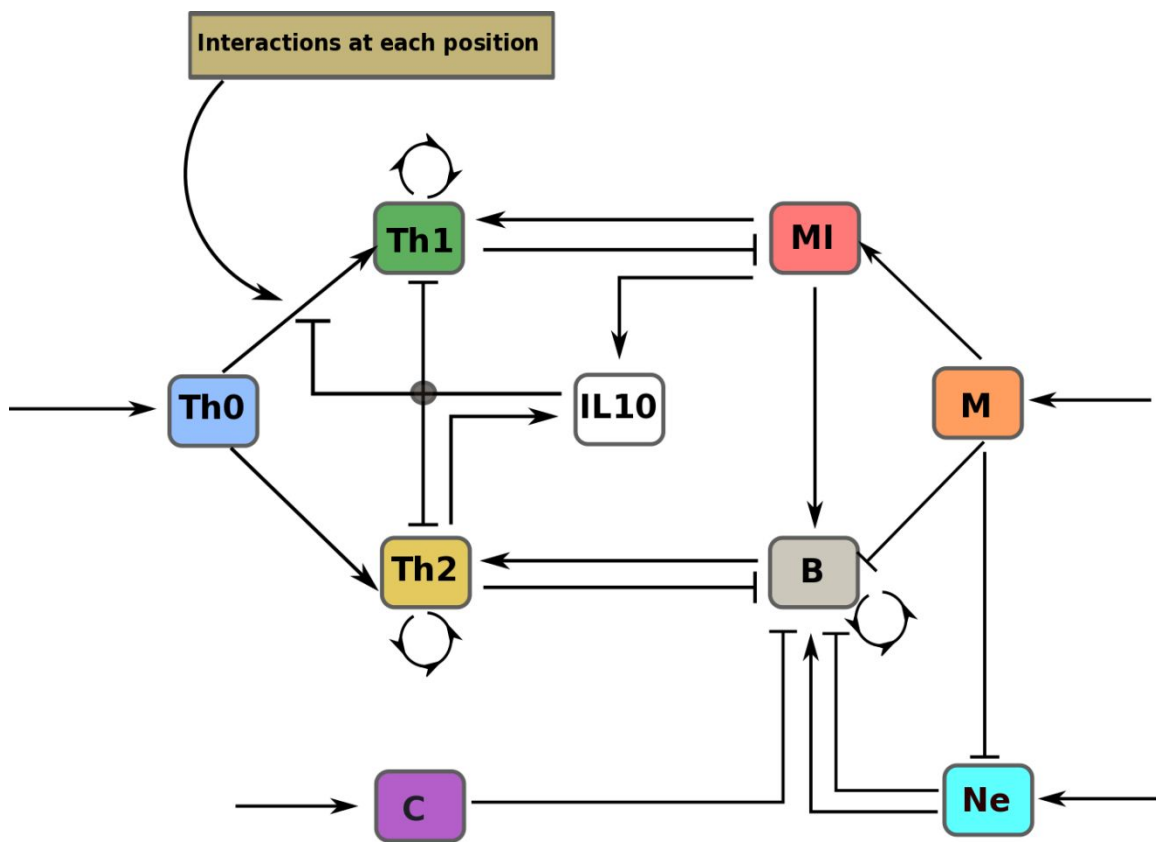 Interactions at each position
Th1
MI
Th0
IL10
M
Th2
B
C
Ne